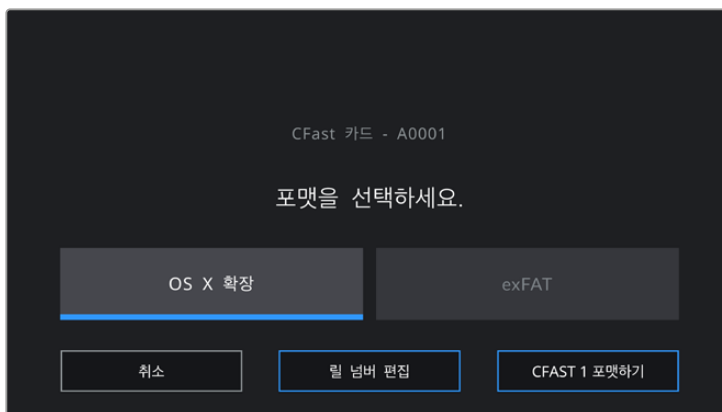 CFast 카드 - A0001
포맷을 선택하세요.
OS X 확장
exFAT
취소
릴 넘버 편집
CFAST 1 포맷하기